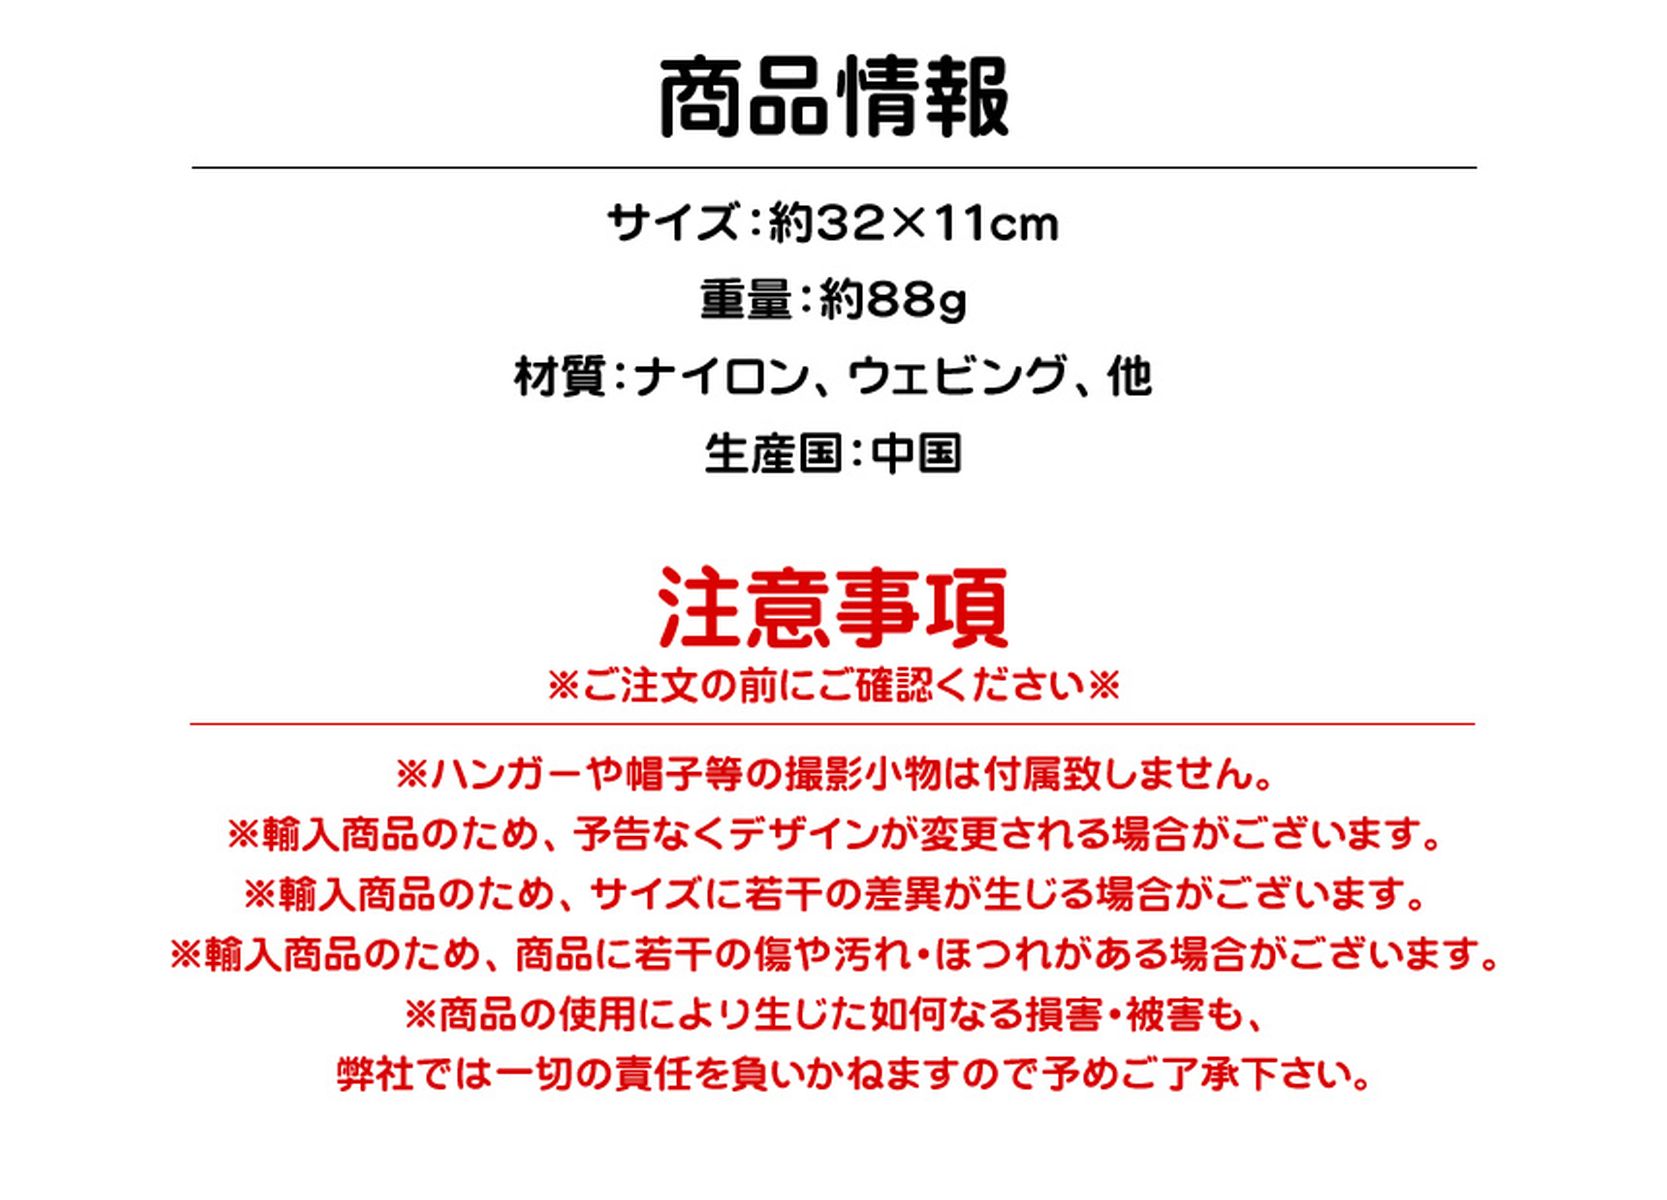 商品情報
サイズ：約32×11cm
重量：約88g
材質：ナイロン、ウェビング、他
生産国：中国
注意事項
※ご注文の前にご確認ください※
※ハンガーや帽子等の撮影小物は付属致しません。
※輸入商品のため、予告なくデザインが変更される場合がございます。
※輸入商品のため、サイズに若干の差異が生じる場合がございます。
※輸入商品のため、商品に若干の傷や汚れ・ほつれがある場合がございます。
※商品の使用により生じた如何なる損害・被害も、
弊社では一切の責任を負いかねますので予めご了承下さい。